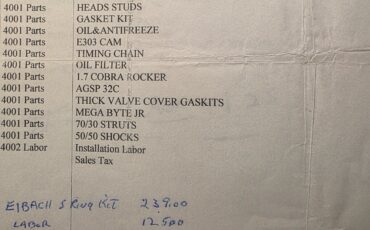 4001 Parts HEADS STUDS
4001 Parts GASKET KIT
4001 Parts OIL&ANTIFREEZE
4001 Parts E303 CAM
4001 Parts TIMING CHAIN
4001 Parts OIL FILTER
4001 Parts 1.7 COBRA ROCKER
4001 Parts AGSP 32C
4001 Parts THICK VALVE COVER GASKITS
4001 Parts MEGA BYTE JR
4001 Parts 70/30 STRUTS
4001 Parts 50/50 SHOCKS
4002 Labor Installation Labor
Sales Tax
EIBACH SPRING KIT 239.00
LABOR